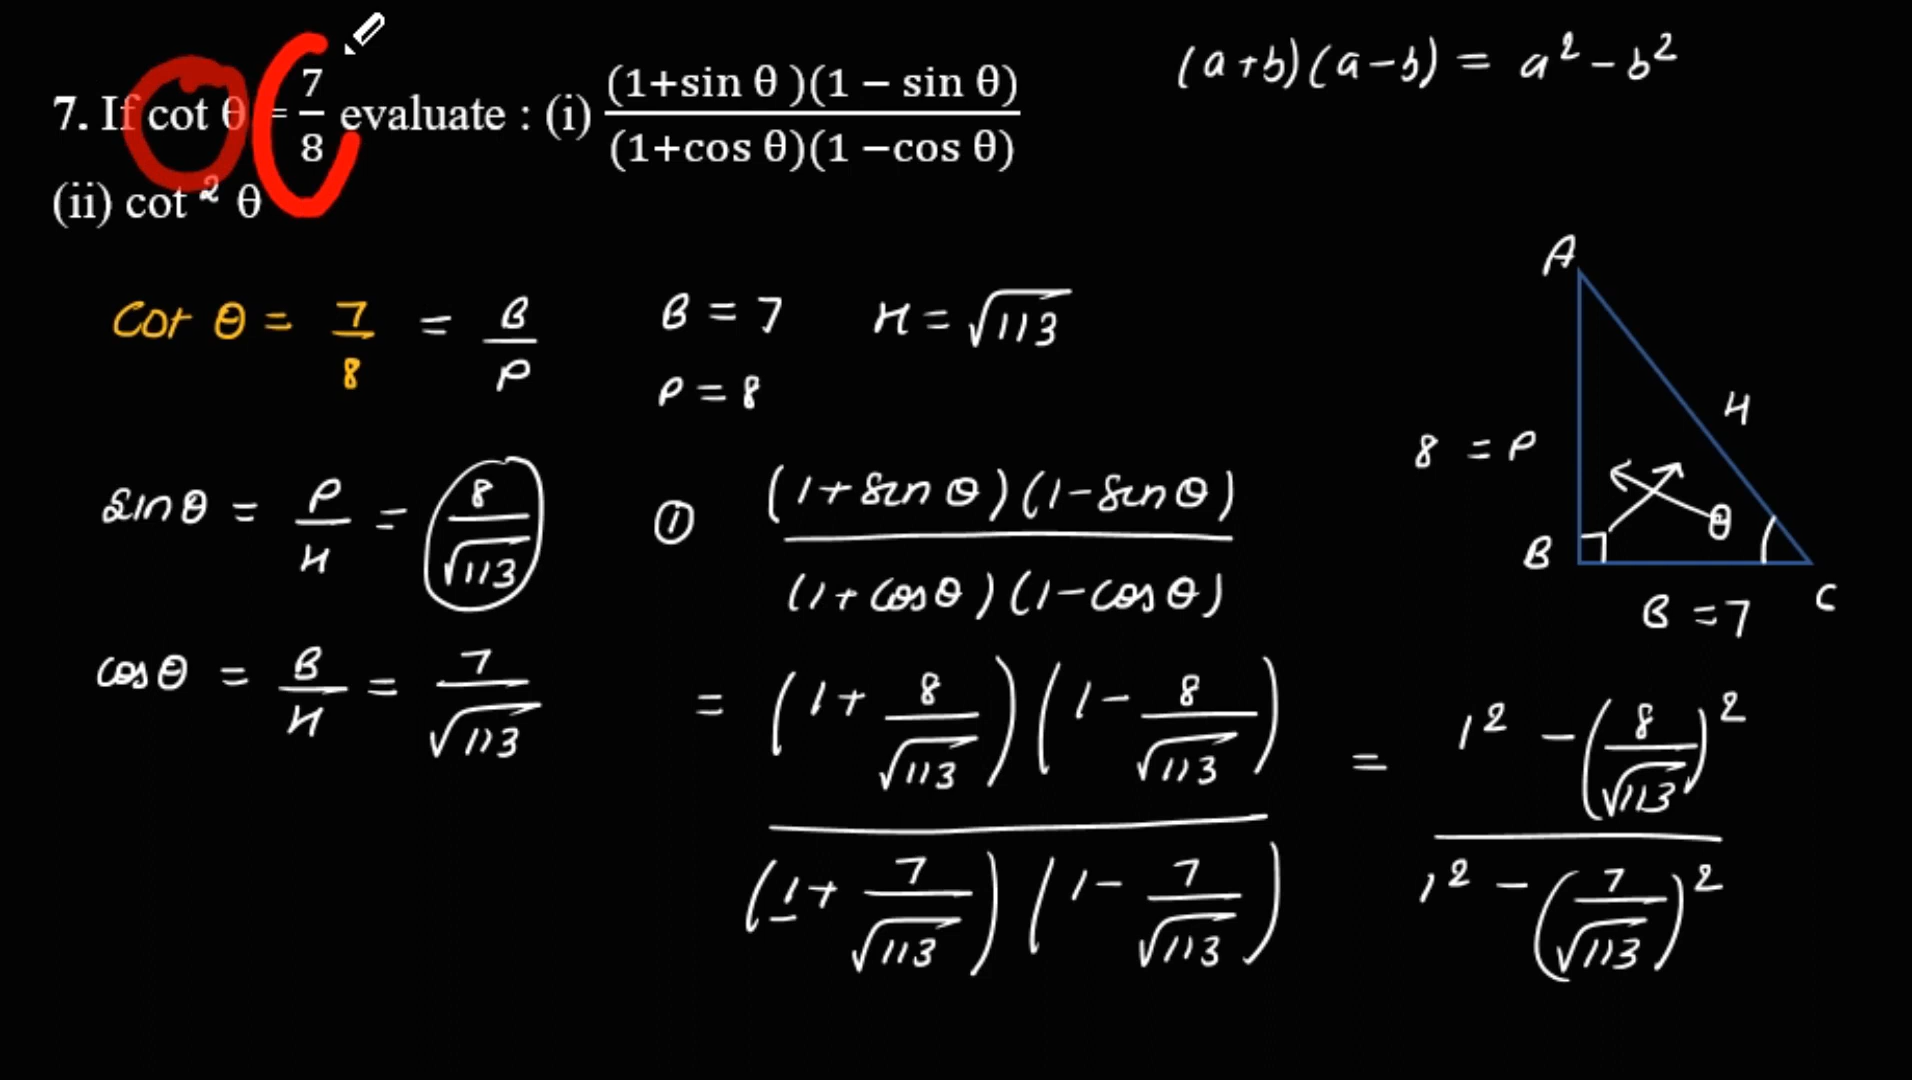 7. If cot θ = 7/8 evaluate : (i) (1+sin θ )(1 – sin θ)/(1+cos θ)(1 –cos θ)
(ii) cot ² θ
(a+b)(a-b) = a² - b²
cot θ = 7/8 = B/P
B = 7 H = √113
P = 8
sin θ = P/H = 8/√113
cos θ = B/H = 7/√113
① (1+sin θ)(1-sin θ)/(1+cos θ)(1-cos θ)
= (1+ 8/√113)(1- 8/√113)/(1+ 7/√113)(1- 7/√113) = 1² - (8/√113)²/1² - (7/√113)²
A
H
8 = P
θ
B
C
B = 7